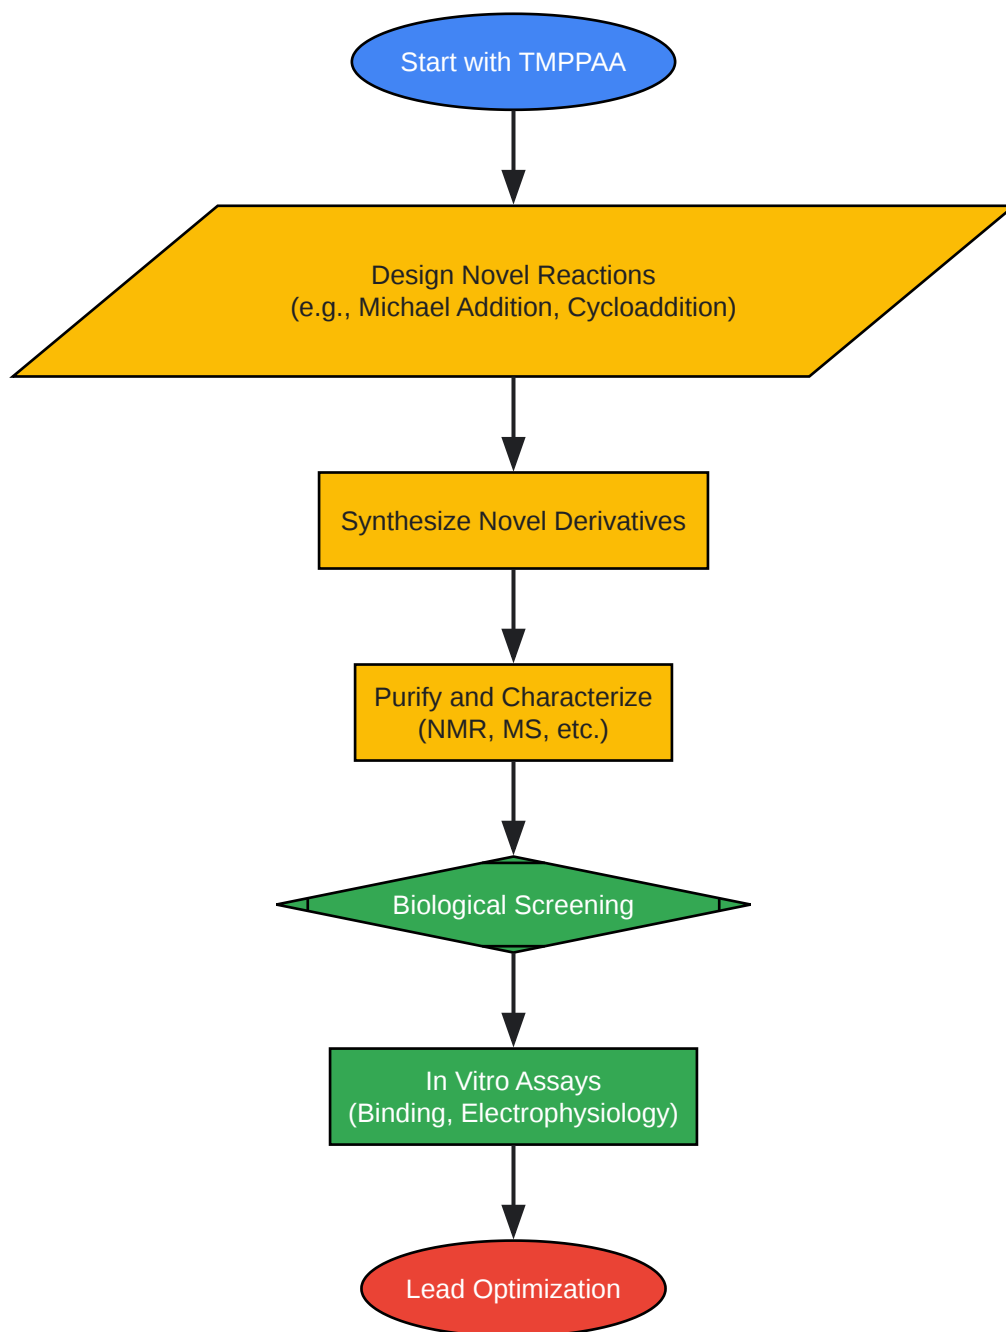 Start with TMPPAA
Design Novel Reactions
(e.g., Michael Addition, Cycloaddition)
Synthesize Novel Derivatives
Purify and Characterize
(NMR, MS, etc.)
Biological Screening
In Vitro Assays
(Binding, Electrophysiology)
Lead Optimization